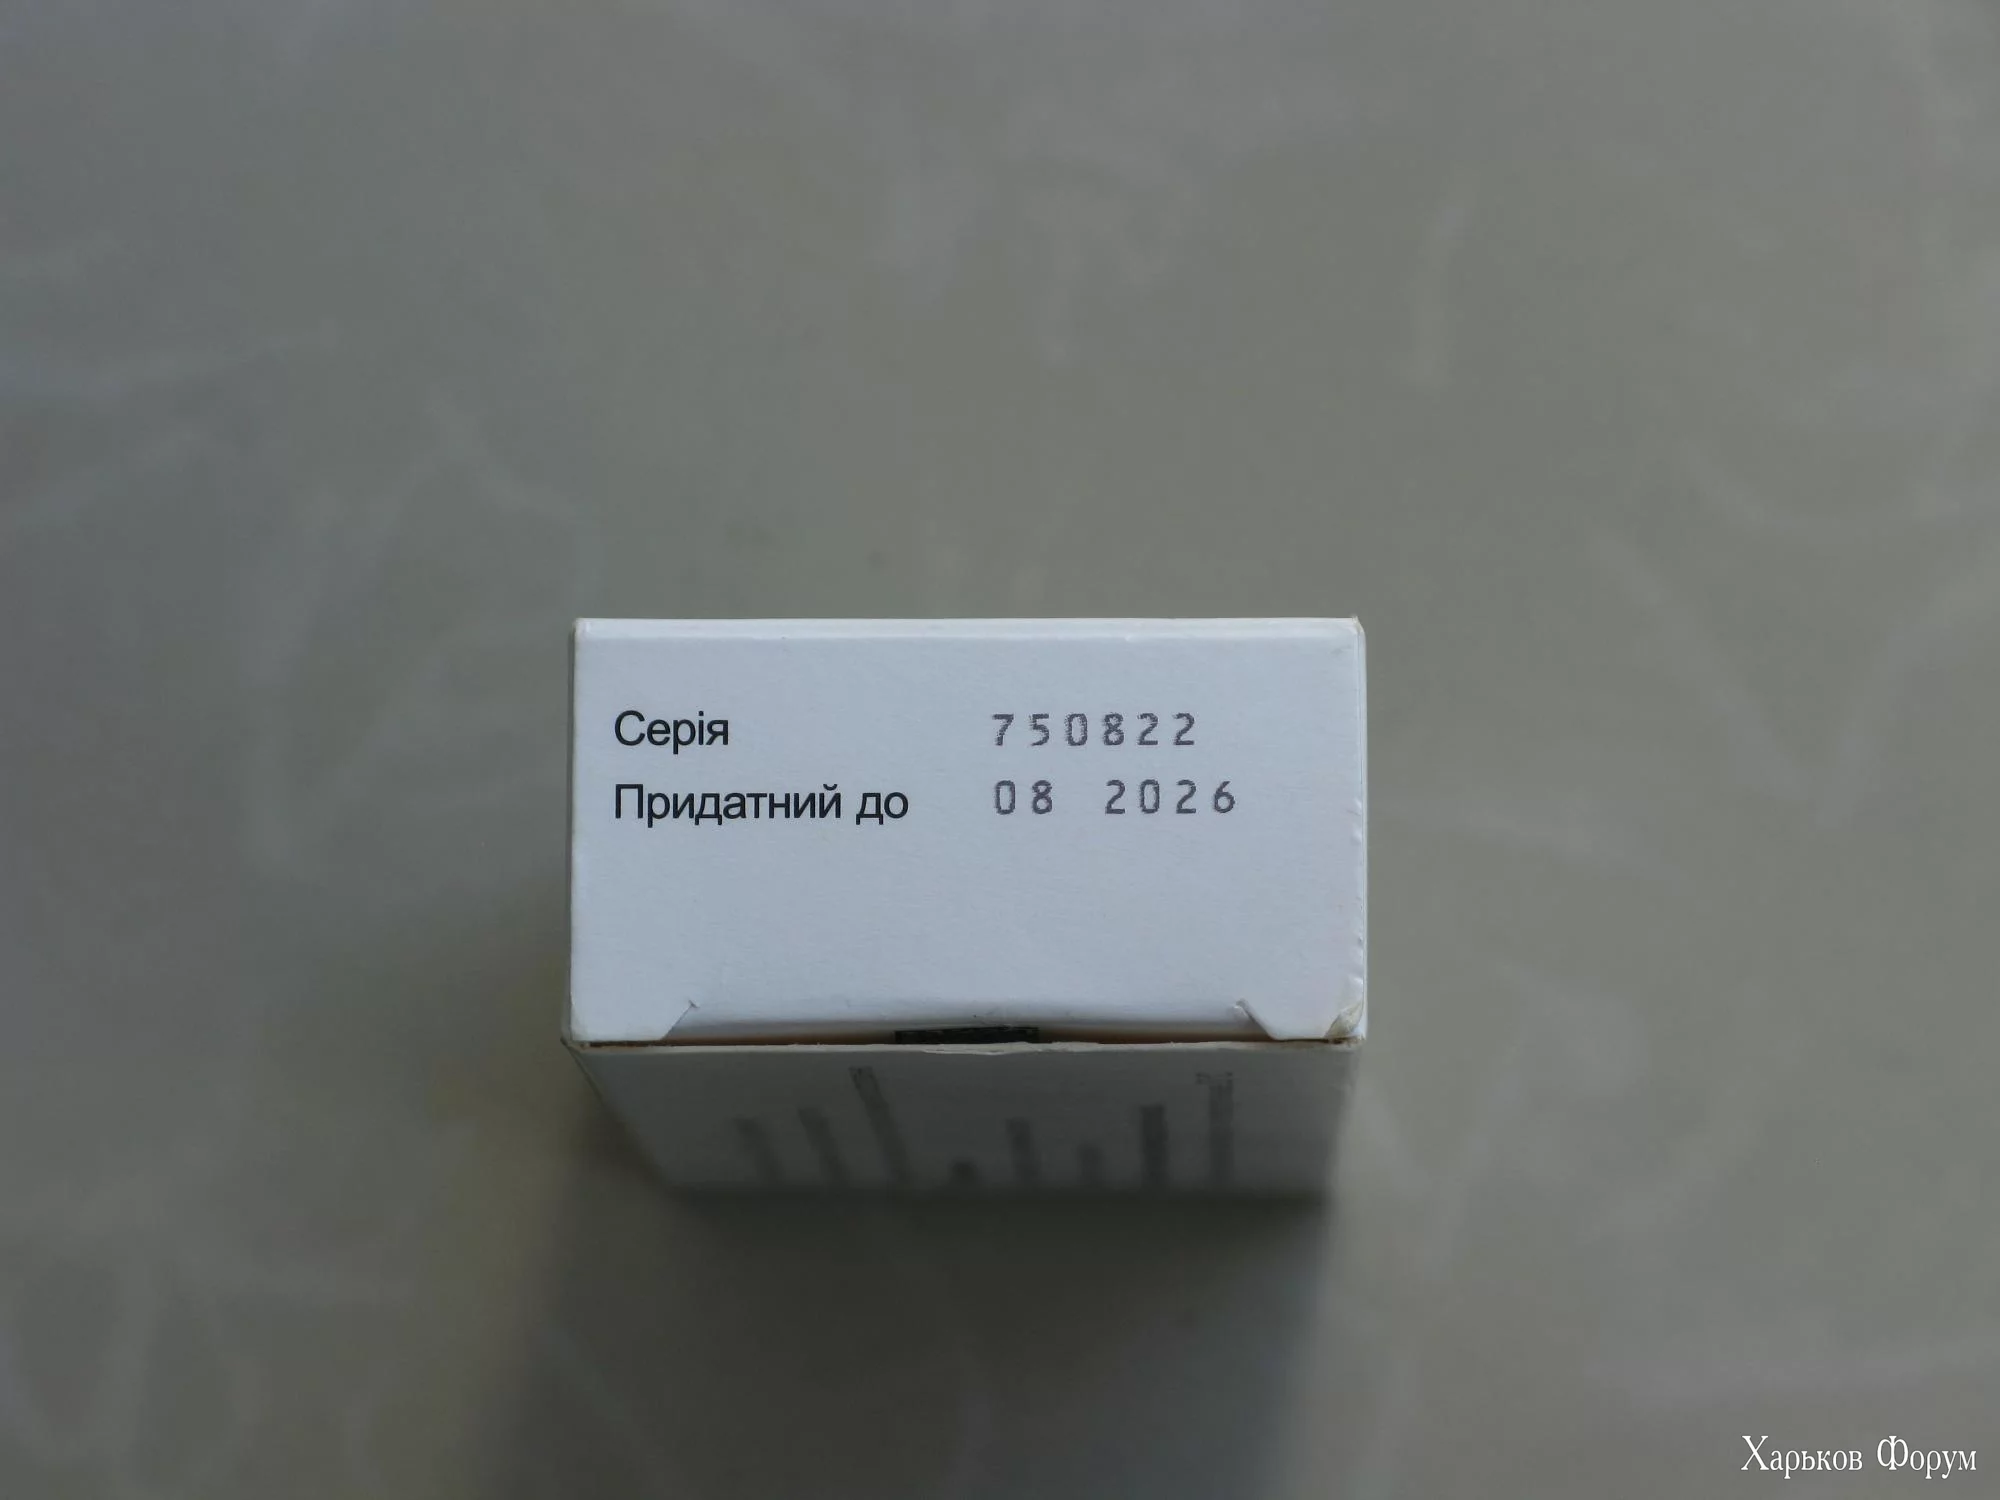 Серія 750822
Придатний до 08 2026
Харьков Форум